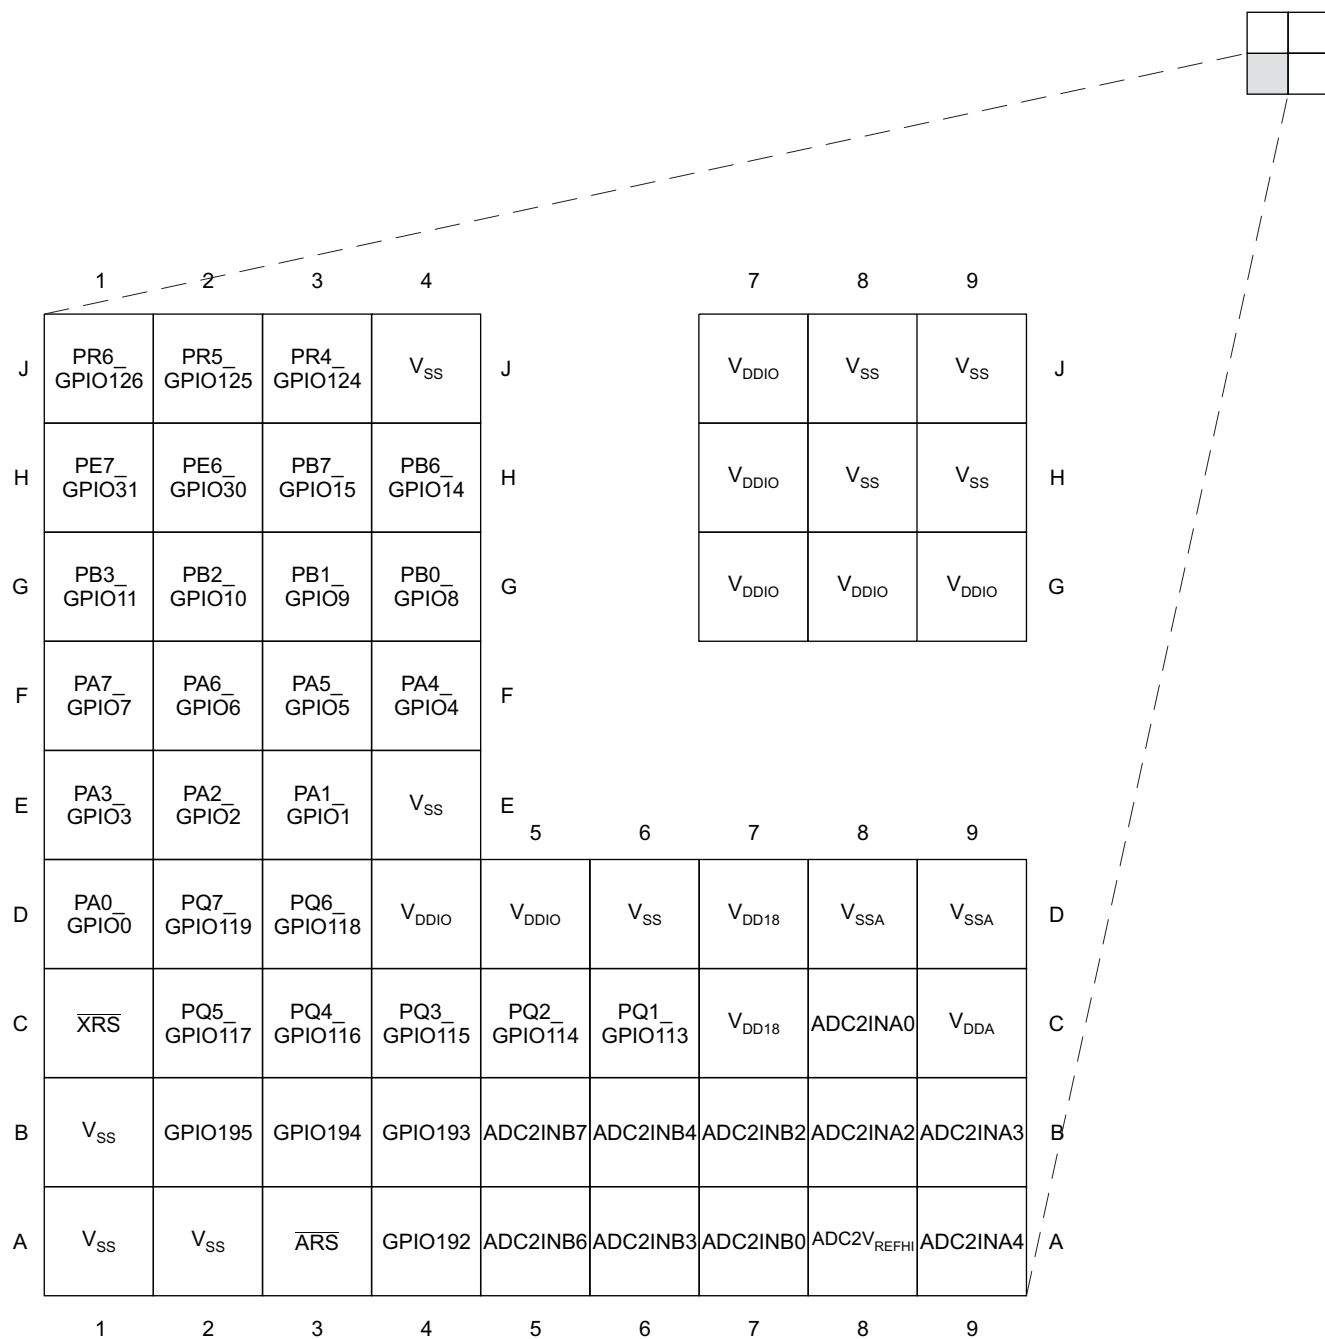 1 2 3 4 7 8 9
J PR6_ PR5_ PR4_ VSS J VDDIO VSS VSS J
GPIO126 GPIO125 GPIO124
H PE7_ PE6_ PB7_ PB6_ H VDDIO VSS VSS H
GPIO31 GPIO30 GPIO15 GPIO14
G PB3_ PB2_ PB1_ PB0_ G VDDIO VDDIO VDDIO G
GPIO11 GPIO10 GPIO9 GPIO8
F PA7_ PA6_ PA5_ PA4_ F
GPIO7 GPIO6 GPIO5 GPIO4
E PA3_ PA2_ PA1_ VSS E
GPIO3 GPIO2 GPIO1
5 6 7 8 9
D PA0_ PQ7_ PQ6_ VDDIO VDDIO VSS VDD18 VSSA VSSA D
GPIO0 GPIO119 GPIO118
C XRS PQ5_ PQ4_ PQ3_ PQ2_ PQ1_ VDD18 ADC2INA0 VDDA C
GPIO117 GPIO116 GPIO115 GPIO114 GPIO113
B VSS GPIO195 GPIO194 GPIO193 ADC2INB7 ADC2INB4 ADC2INB2 ADC2INA2 ADC2INA3 B
A VSS VSS ARS GPIO192 ADC2INB6 ADC2INB3 ADC2INB0 ADC2VREFHI ADC2INA4 A
1 2 3 4 5 6 7 8 9